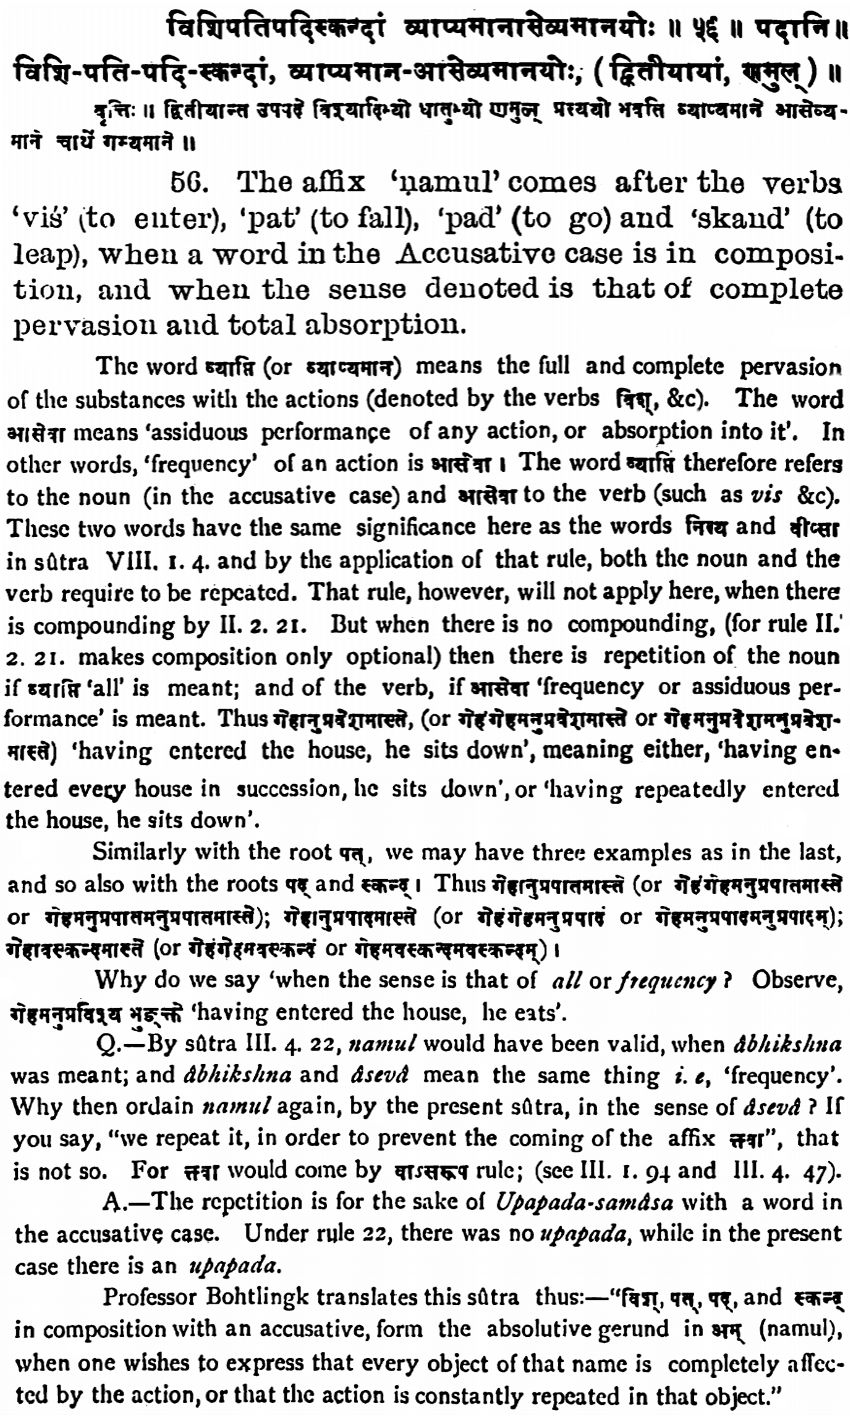 विशिपतिपदिस्कन्दां व्याप्यमानासेव्यमानयोः ॥ ५६ ॥ पदानि॥
विशि-पति-पदि-स्कन्दां, व्याप्यमान-आसेव्यमानयोः, (द्वितीयायां, णमुल्) ॥
वृत्तिः ॥ द्वितीयान्त उपपदे विश्यादिभ्यो धातुभ्यो णमुल् प्रत्ययो भवति व्याप्यमाने आसेव्य-
माने चार्थे गम्यमाने ॥
56. The affix ‘ṇamul’ comes after the verbs
‘viś’ (to enter), ‘pat’ (to fall), ‘pad’ (to go) and ‘skand’ (to
leap), when a word in the Accusative case is in composi-
tion, and when the sense denoted is that of complete
pervasion and total absorption.
The word व्याप्ति (or व्याप्यमान) means the full and complete pervasion
of the substances with the actions (denoted by the verbs विश्, &c). The word
आसेवा means ‘assiduous performance of any action, or absorption into it’. In
other words, ‘frequency’ of an action is आसेवा । The word व्याप्ति therefore refers
to the noun (in the accusative case) and आसेवा to the verb (such as vis &c).
These two words have the same significance here as the words नित्य and वीप्सा
in sûtra VIII. 1. 4. and by the application of that rule, both the noun and the
verb require to be repeated. That rule, however, will not apply here, when there
is compounding by II. 2. 21. But when there is no compounding, (for rule II.
2. 21. makes composition only optional) then there is repetition of the noun
if व्याप्ति ‘all’ is meant; and of the verb, if आसेवा ‘frequency or assiduous per-
formance’ is meant. Thus गेहानुप्रवेशमास्ते, (or गेहंगेहमनुप्रवेशमास्ते or गेहमनुप्रवेशमनुप्रवेश-
मास्ते) ‘having entered the house, he sits down’, meaning either, ‘having en-
tered every house in succession, he sits down’, or ‘having repeatedly entered
the house, he sits down’.
Similarly with the root पत्, we may have three examples as in the last,
and so also with the roots पद् and स्कन्द् । Thus गेहानुप्रपातमास्ते (or गेहंगेहमनुप्रपातमास्ते
or गेहमनुप्रपातमनुप्रपातमास्ते); गेहानुप्रपादमास्ते (or गेहंगेहमनुप्रपादं or गेहमनुप्रपादमनुप्रपादम्);
गेहावस्कन्दमास्ते (or गेहंगेहमवस्कन्दं or गेहमवस्कन्दमवस्कन्दम्) ।
Why do we say ‘when the sense is that of all or frequency ? Observe,
गेहमनुप्रविश्य भुङ्क्ते ‘having entered the house, he eats’.
Q.—By sûtra III. 4. 22, namul would have been valid, when âbhikshna
was meant; and âbhikshna and âsevâ mean the same thing i. e, ‘frequency’.
Why then ordain namul again, by the present sûtra, in the sense of âsevâ ? If
you say, “we repeat it, in order to prevent the coming of the affix क्त्वा”, that
is not so. For क्त्वा would come by वाऽसरूप rule; (see III. 1. 94 and III. 4. 47).
A.—The repetition is for the sake of Upapada-samâsa with a word in
the accusative case. Under rule 22, there was no upapada, while in the present
case there is an upapada.
Professor Bohtlingk translates this sûtra thus:—“विश्, पत्, पद्, and स्कन्द्
in composition with an accusative, form the absolutive gerund in अम् (namul),
when one wishes to express that every object of that name is completely affec-
ted by the action, or that the action is constantly repeated in that object.”